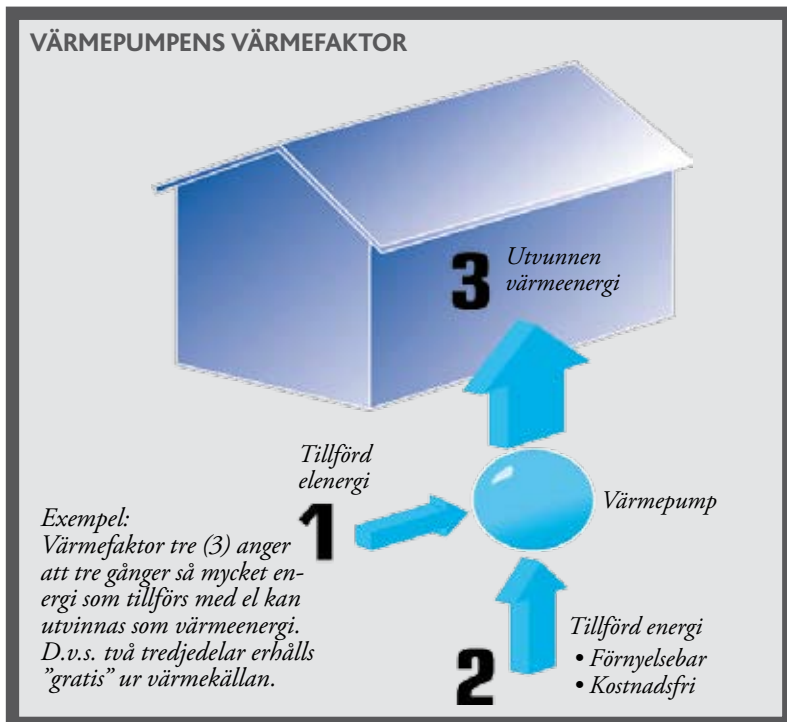 VÄRMEPUMPENS VÄRMEFAKTOR
3
Utvunnen
värmeenergi
Tillförd
elenergi
1
Värmepump
Exempel:
Värmefaktor tre (3) anger
att tre gånger så mycket en-
ergi som tillförs med el kan
utvinnas som värmeenergi.
D.v.s. två tredjedelar erhålls
”gratis” ur värmekällan.
2
Tillförd energi
• Förnyelsebar
• Kostnadsfri